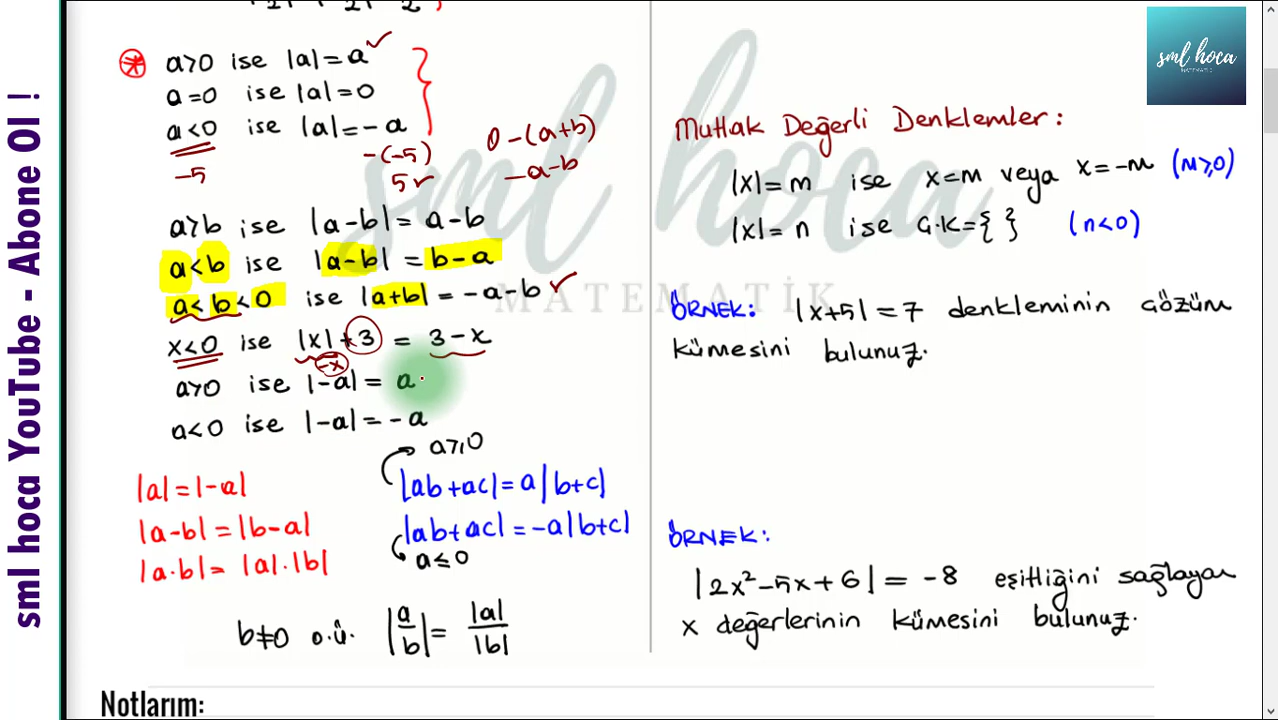 sml hoca YouTube - Abone Ol !
a>0 ise |a|=a ✓
a=0 ise |a|=0
a<0 ise |a|=-a
-5
-(-5)
5 ✓
0-(a+b)
-a-b
a>b ise |a-b|= a-b
a<b ise |a-b| = b-a
a<b<0 ise |a+b| = -a-b ✓
x<0 ise |x|+3 = 3-x
-x
a>0 ise |-a|= a
a<0 ise |-a|= -a
|a|=|-a|
|a-b|=|b-a|
|a·b|= |a|·|b|
a≥0
|ab+ac|= a|b+c|
|ab+ac| = -a|b+c|
a≤0
b≠0 o.ü. |a/b| = |a|/|b|
Notlarım:
sml hoca
MATEMATİK
sml hoca
MATEMATİK
Mutlak Değerli Denklemler:
|x|= m ise x=m veya x=-m (m≥0)
|x|= n ise Ç.K={ } (n<0)
ÖRNEK: |x+5| = 7 denkleminin çözüm
kümesini bulunuz.
ÖRNEK:
|2x²-5x+6| = -8 eşitliğini sağlayan
x değerlerinin kümesini bulunuz.